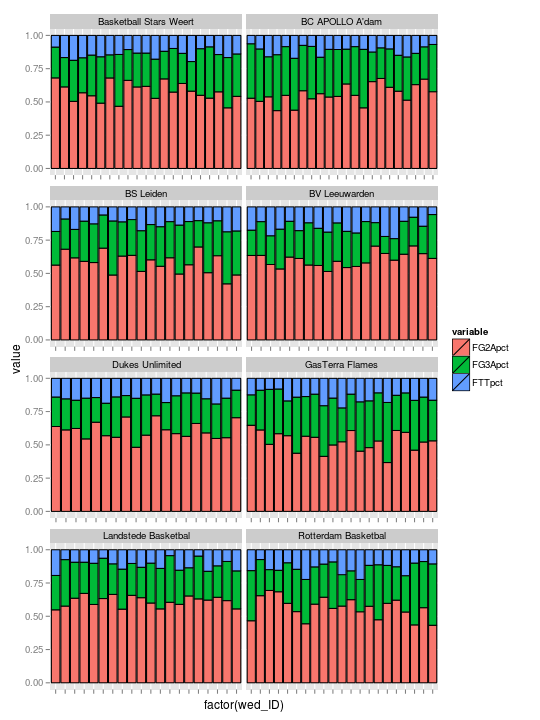 Basketball Stars Weert
BC APOLLO A'dam
1.00
0.75
0.50
0.25
0.00
BS Leiden
BV Leeuwarden
1.00
0.75
0.50
0.25
0.00
value
variable
FG2Apct
FG3Apct
FTTpct
Dukes Unlimited
GasTerra Flames
1.00
0.75
0.50
0.25
0.00
Landstede Basketbal
Rotterdam Basketbal
1.00
0.75
0.50
0.25
0.00
factor(wed_ID)